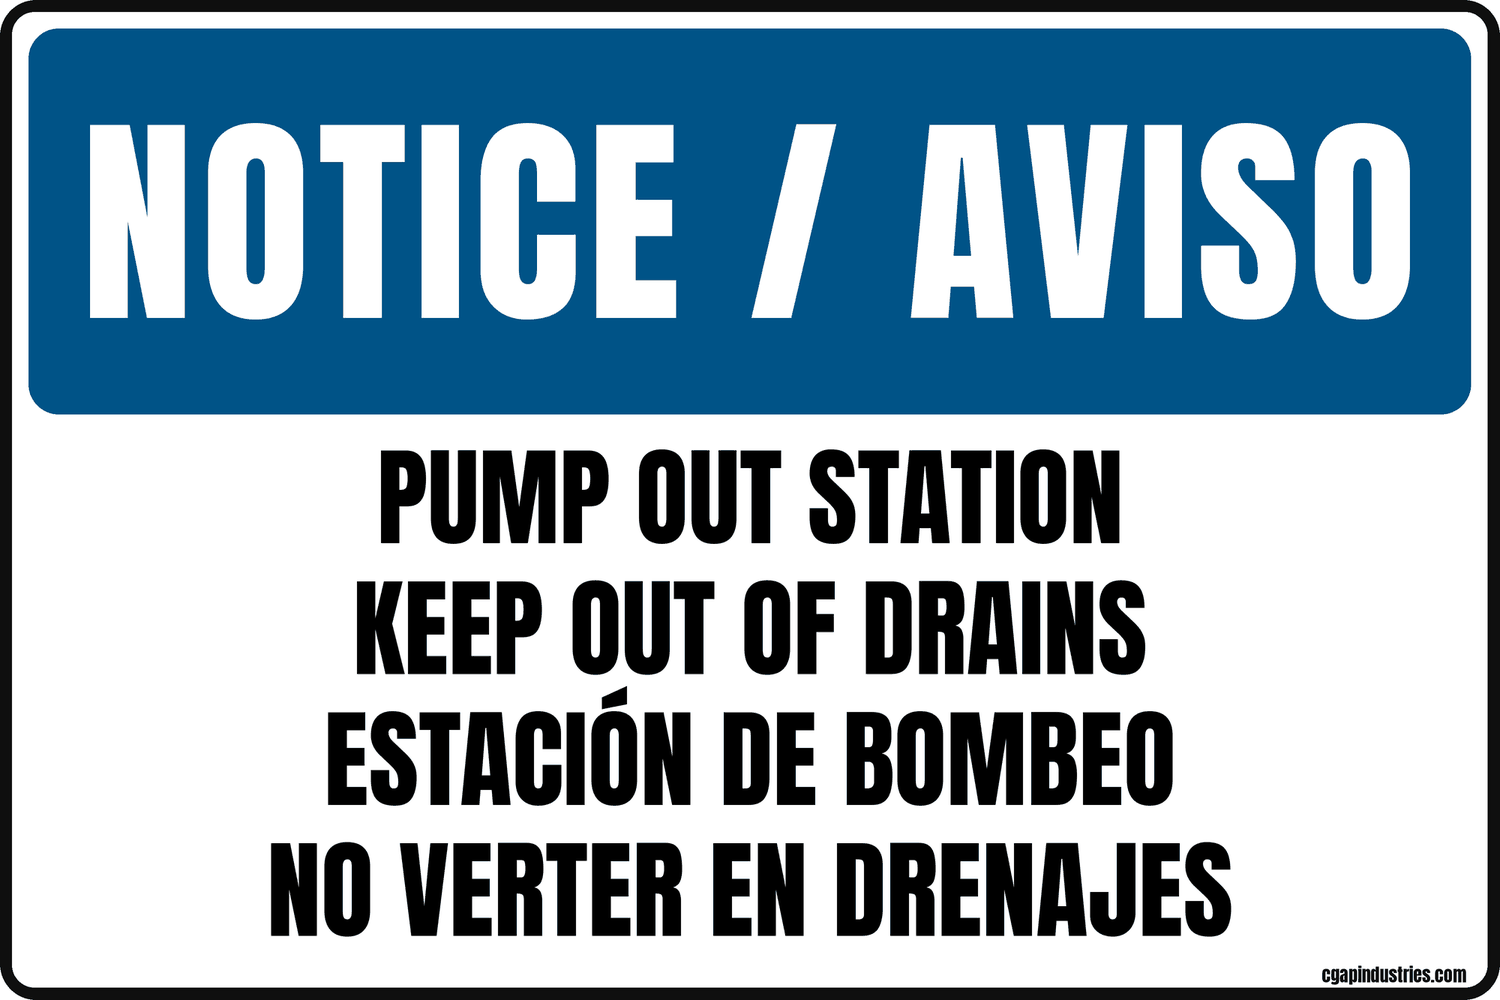 NOTICE / AVISO
PUMP OUT STATION
KEEP OUT OF DRAINS
ESTACIÓN DE BOMBEO
NO VERTER EN DRENAJES
cgapindustries.com